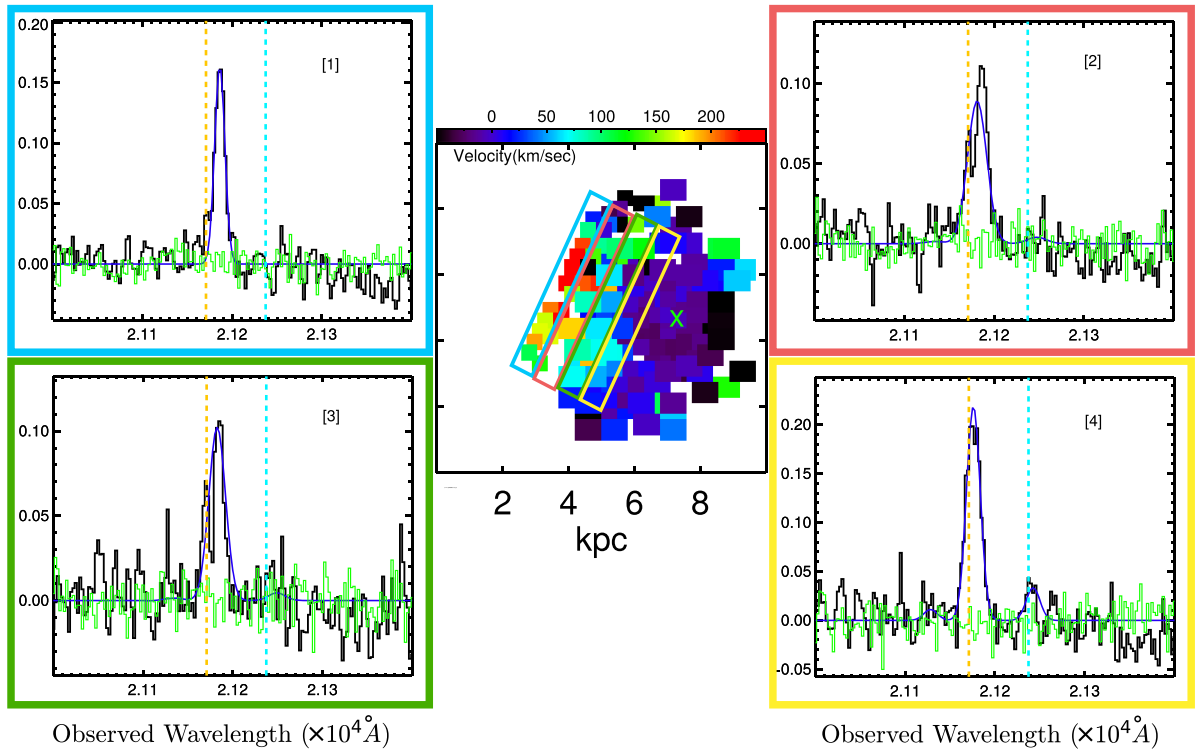 [1]
0.20
0.15
0.10
0.05
0.00
2.11 2.12 2.13
0 50 100 150 200
Velocity(km/sec)
X
2 4 6 8
kpc
[2]
0.10
0.05
0.00
2.11 2.12 2.13
[3]
0.10
0.05
0.00
2.11 2.12 2.13
Observed Wavelength (×10⁴Å)
[4]
0.20
0.15
0.10
0.05
0.00
-0.05
2.11 2.12 2.13
Observed Wavelength (×10⁴Å)